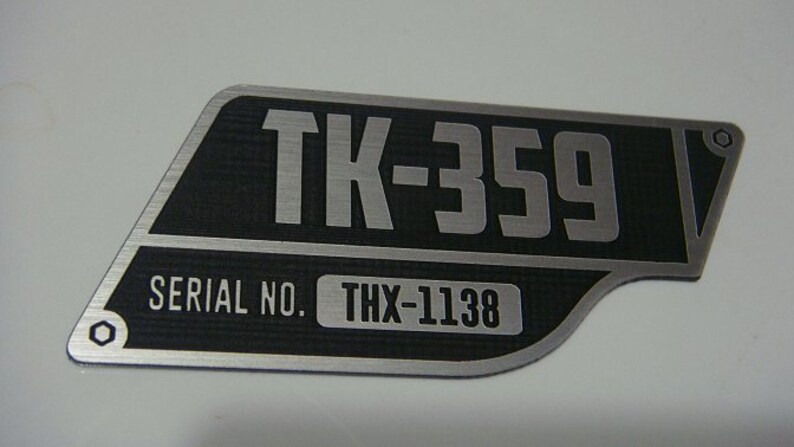 TK-359
SERIAL NO. THX-1138